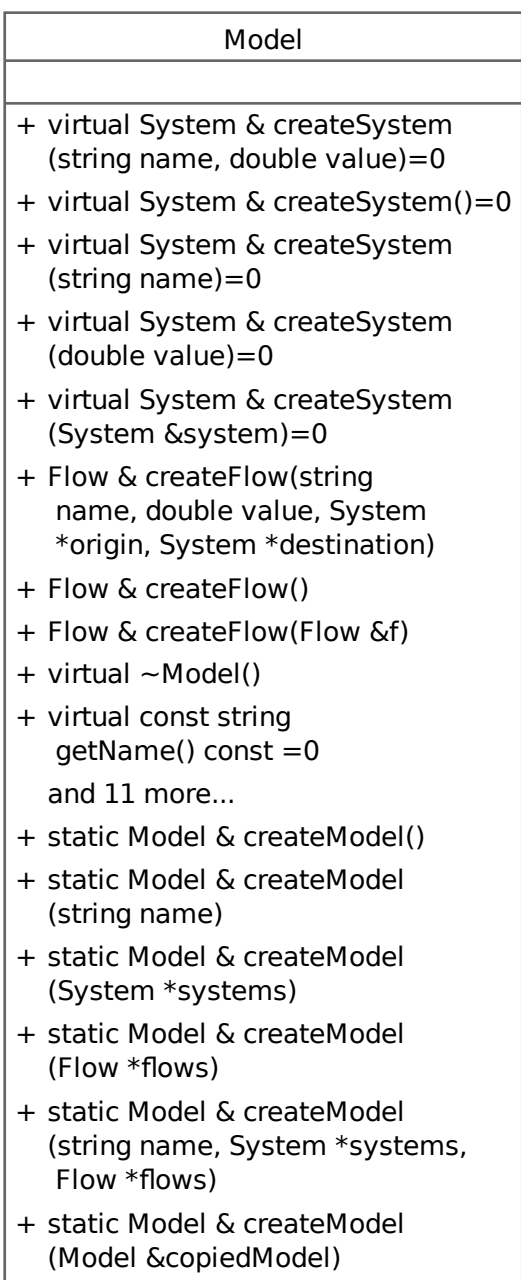 Model
+ virtual System & createSystem
(string name, double value)=0
+ virtual System & createSystem()=0
+ virtual System & createSystem
(string name)=0
+ virtual System & createSystem
(double value)=0
+ virtual System & createSystem
(System &system)=0
+ Flow & createFlow(string
name, double value, System
*origin, System *destination)
+ Flow & createFlow()
+ Flow & createFlow(Flow &f)
+ virtual ~Model()
+ virtual const string
getName() const =0
and 11 more...
+ static Model & createModel()
+ static Model & createModel
(string name)
+ static Model & createModel
(System *systems)
+ static Model & createModel
(Flow *flows)
+ static Model & createModel
(string name, System *systems,
Flow *flows)
+ static Model & createModel
(Model &copiedModel)